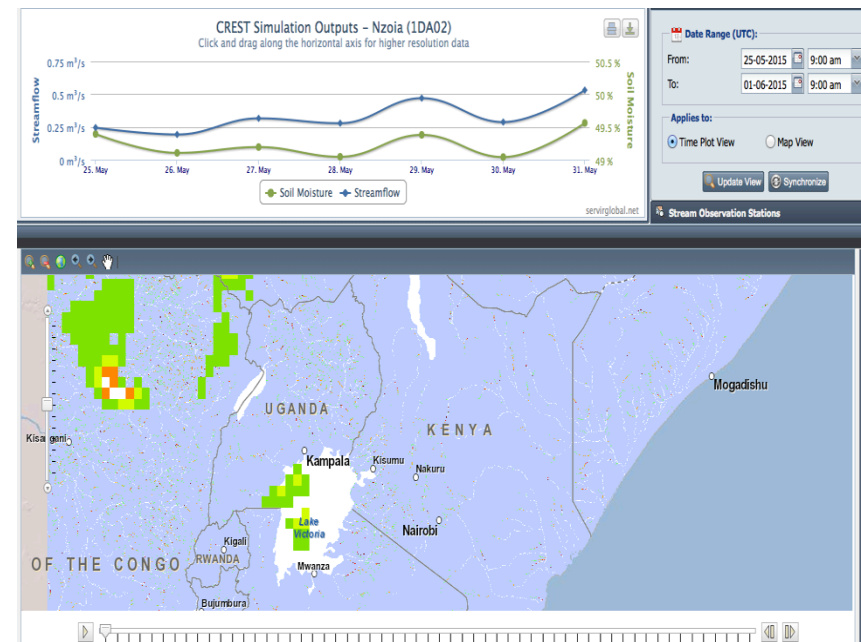 CREST Simulation Outputs – Nzoia (1DA02)
Click and drag along the horizontal axis for higher resolution data
0.75 m³/s
0.5 m³/s
0.25 m³/s
0 m³/s
Streamflow
50.5 %
50 %
49.5 %
49 %
Soil Moisture
25. May 26. May 27. May 28. May 29. May 30. May 31. May
Soil Moisture Streamflow
servirglobal.net
Date Range (UTC):
From: 25-05-2015 9:00 am
To: 01-06-2015 9:00 am
Applies to:
Time Plot View Map View
Update View Synchronize
Stream Observation Stations
Mogadishu
UGANDA
KENYA
Kisa gani
Kampala
Kisumu
Nakuru
Lake
Victoria
Nairobi
Kigali
OF THE CONGO
RWANDA
Mwanza
Bujumbura